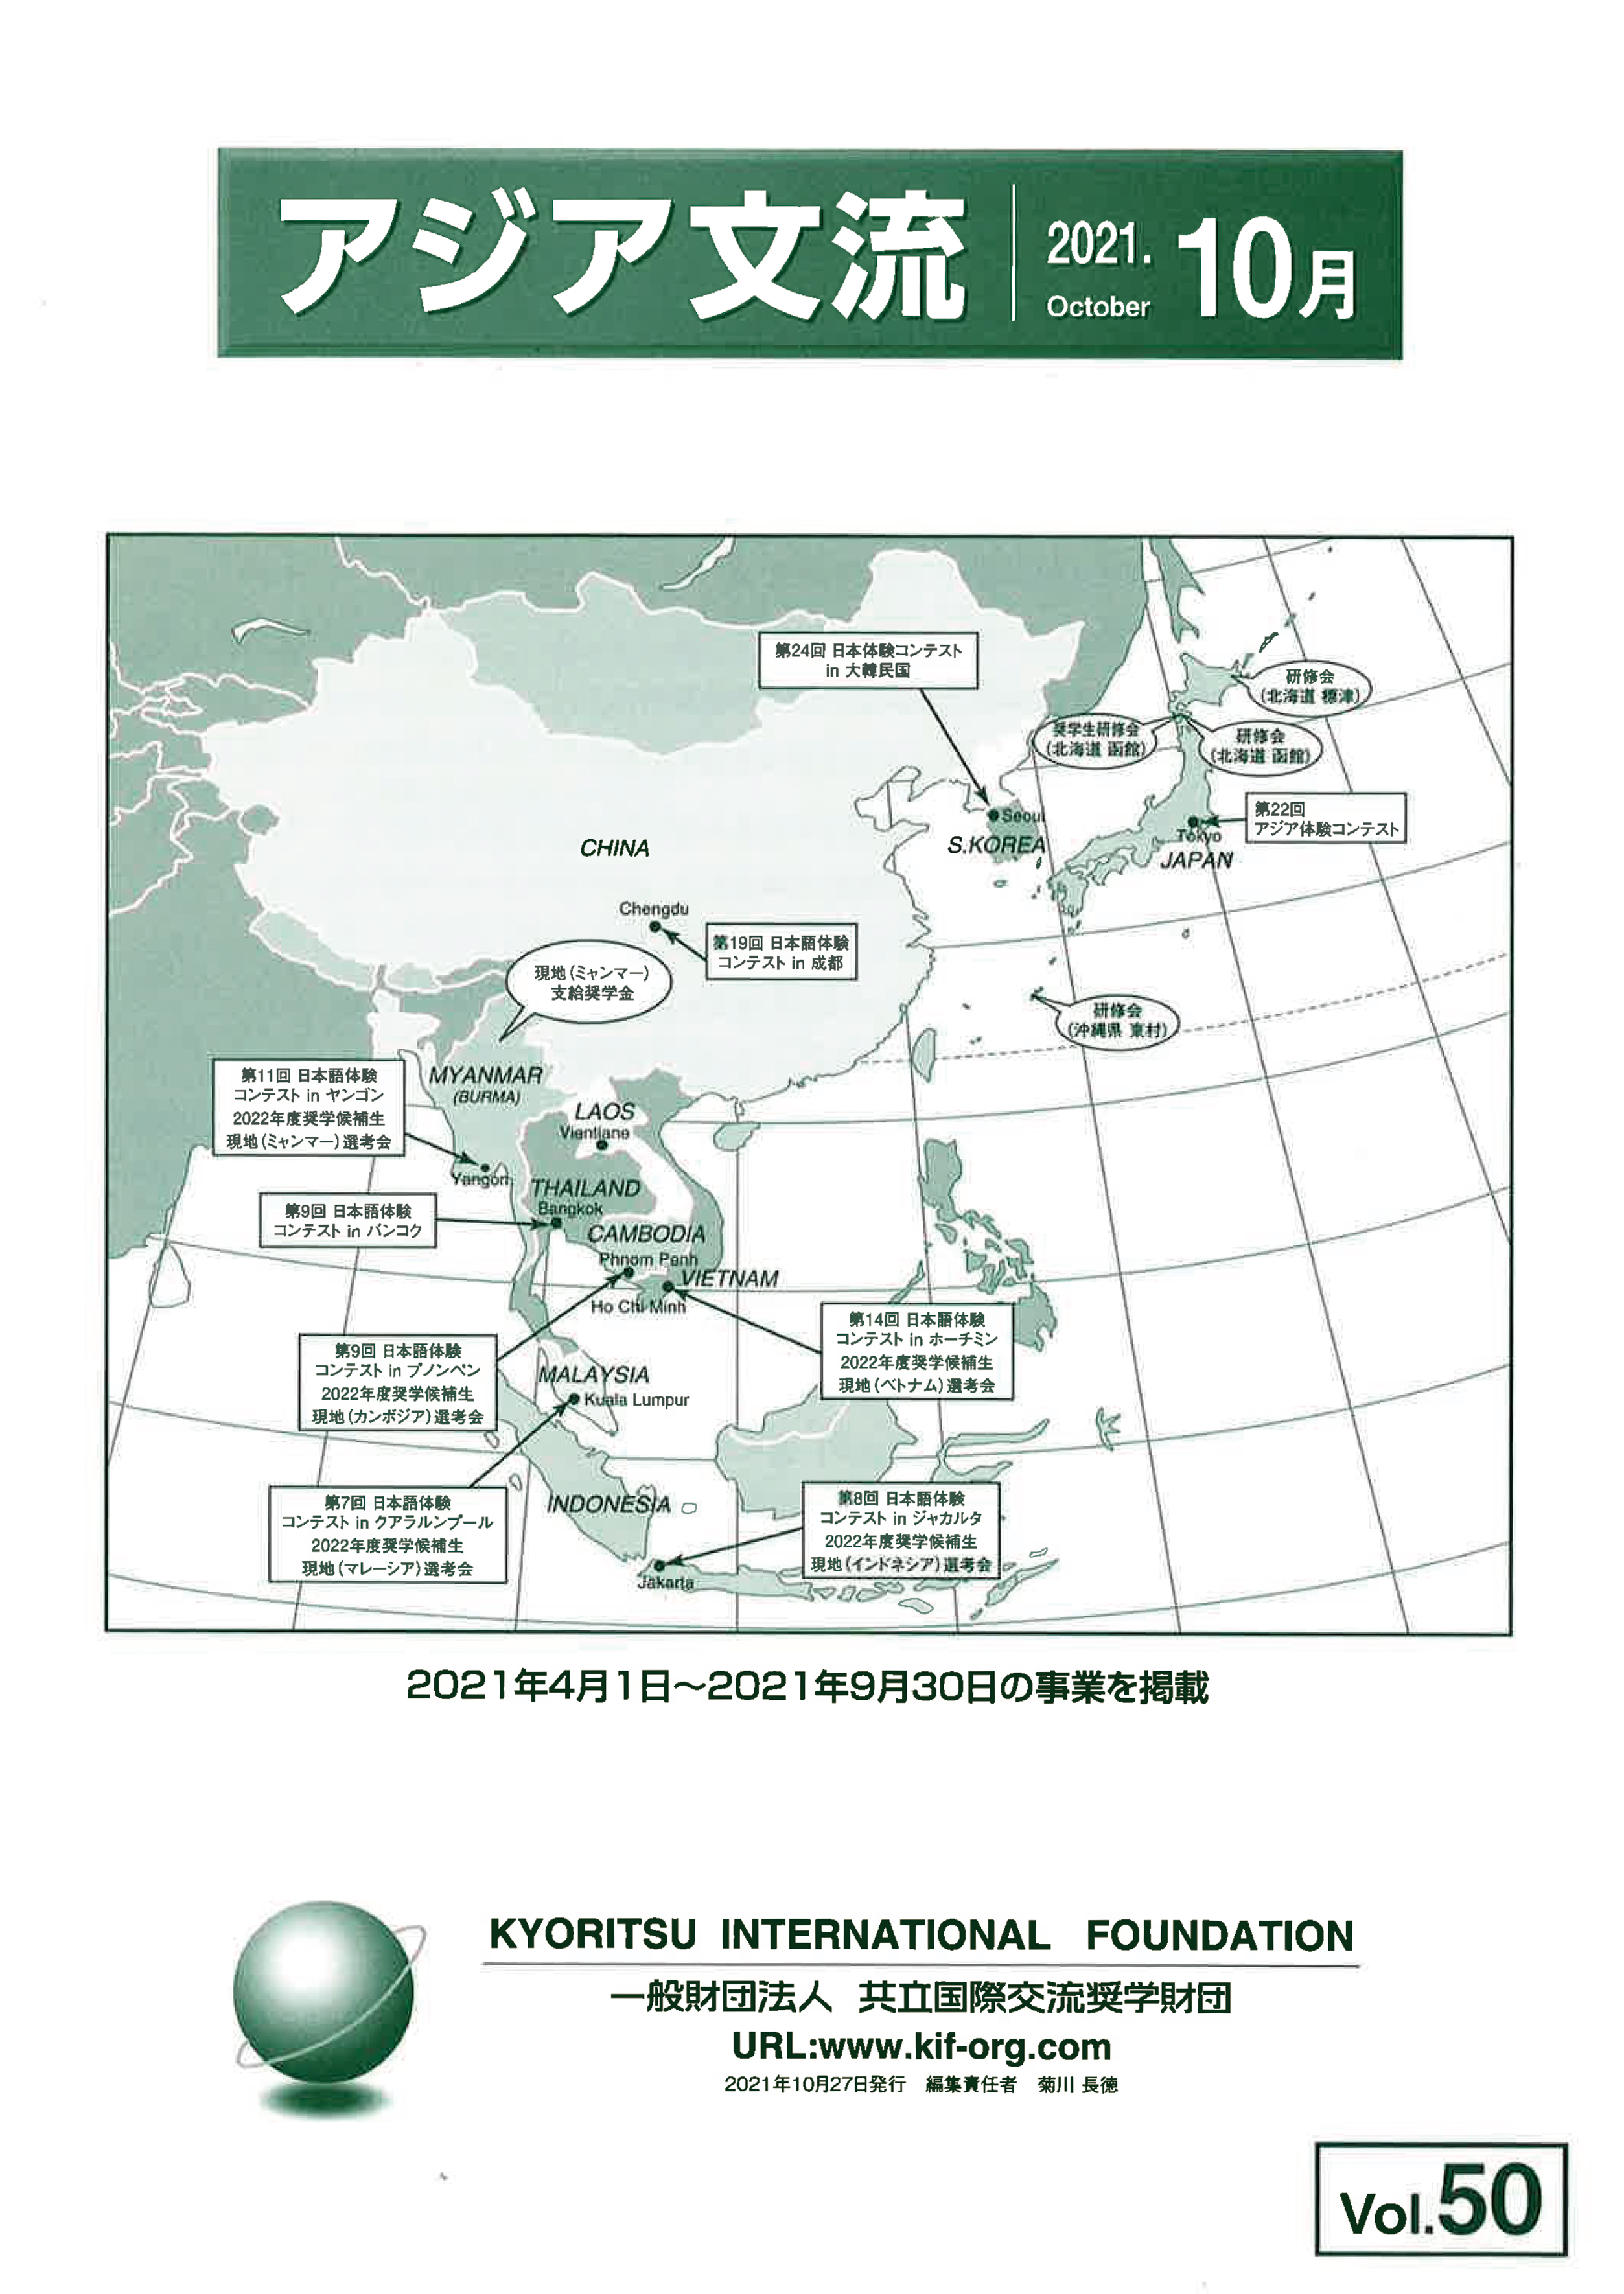 アジア文流
2021.
October
10月
第24回 日本体験コンテスト
in 大韓民国
研修会
(北海道 標津)
奨学生研修会
(北海道 函館)
研修会
(北海道 函館)
第22回
アジア体験コンテスト
Seoul
S.KOREA
Tokyo
JAPAN
CHINA
Chengdu
第19回 日本語体験
コンテスト in 成都
現地(ミャンマー)
支給奨学金
研修会
(沖縄県 東村)
第11回 日本語体験
コンテスト in ヤンゴン
2022年度奨学候補生
現地(ミャンマー)選考会
MYANMAR
(BURMA)
LAOS
Vientiane
Yangon
THAILAND
Bangkok
第9回 日本語体験
コンテスト in バンコク
CAMBODIA
Phnom Penh
VIETNAM
Ho Chi Minh
第14回 日本語体験
コンテスト in ホーチミン
2022年度奨学候補生
現地(ベトナム)選考会
第9回 日本語体験
コンテスト in プノンペン
2022年度奨学候補生
現地(カンボジア)選考会
MALAYSIA
Kuala Lumpur
第7回 日本語体験
コンテスト in クアラルンプール
2022年度奨学候補生
現地(マレーシア)選考会
INDONESIA
Jakarta
第8回 日本語体験
コンテスト in ジャカルタ
2022年度奨学候補生
現地(インドネシア)選考会
2021年4月1日～2021年9月30日の事業を掲載
KYORITSU INTERNATIONAL FOUNDATION
一般財団法人 共立国際交流奨学財団
URL:www.kif-org.com
2021年10月27日発行 編集責任者 菊川 長徳
Vol.50